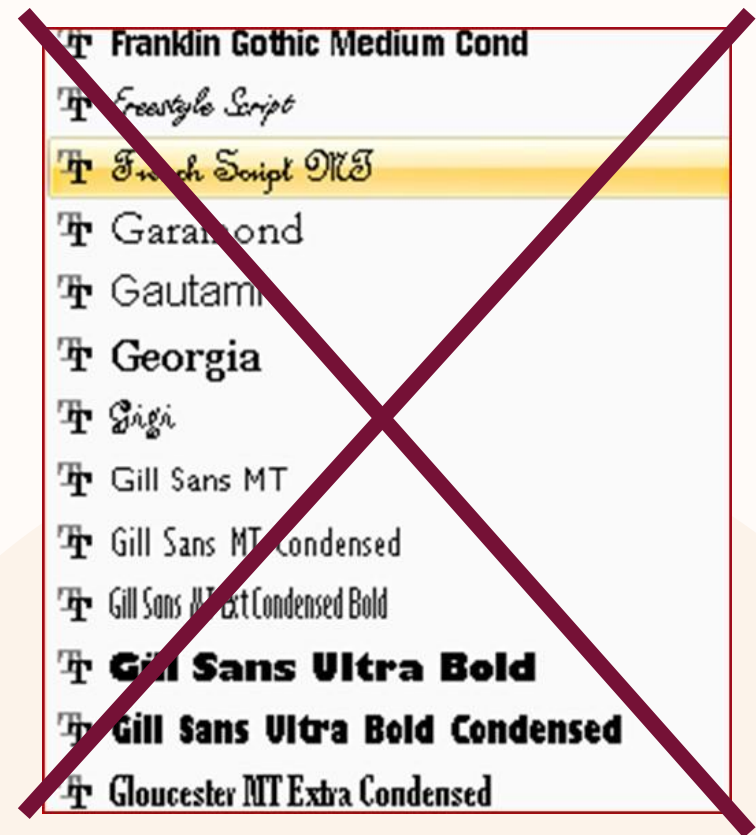 Franklin Gothic Medium Cond
Freestyle Script
French Script MT
Garamond
Gautami
Georgia
Gigi
Gill Sans MT
Gill Sans MT Condensed
Gill Sans MT Ext Condensed Bold
Gill Sans Ultra Bold
Gill Sans Ultra Bold Condensed
Gloucester MT Extra Condensed